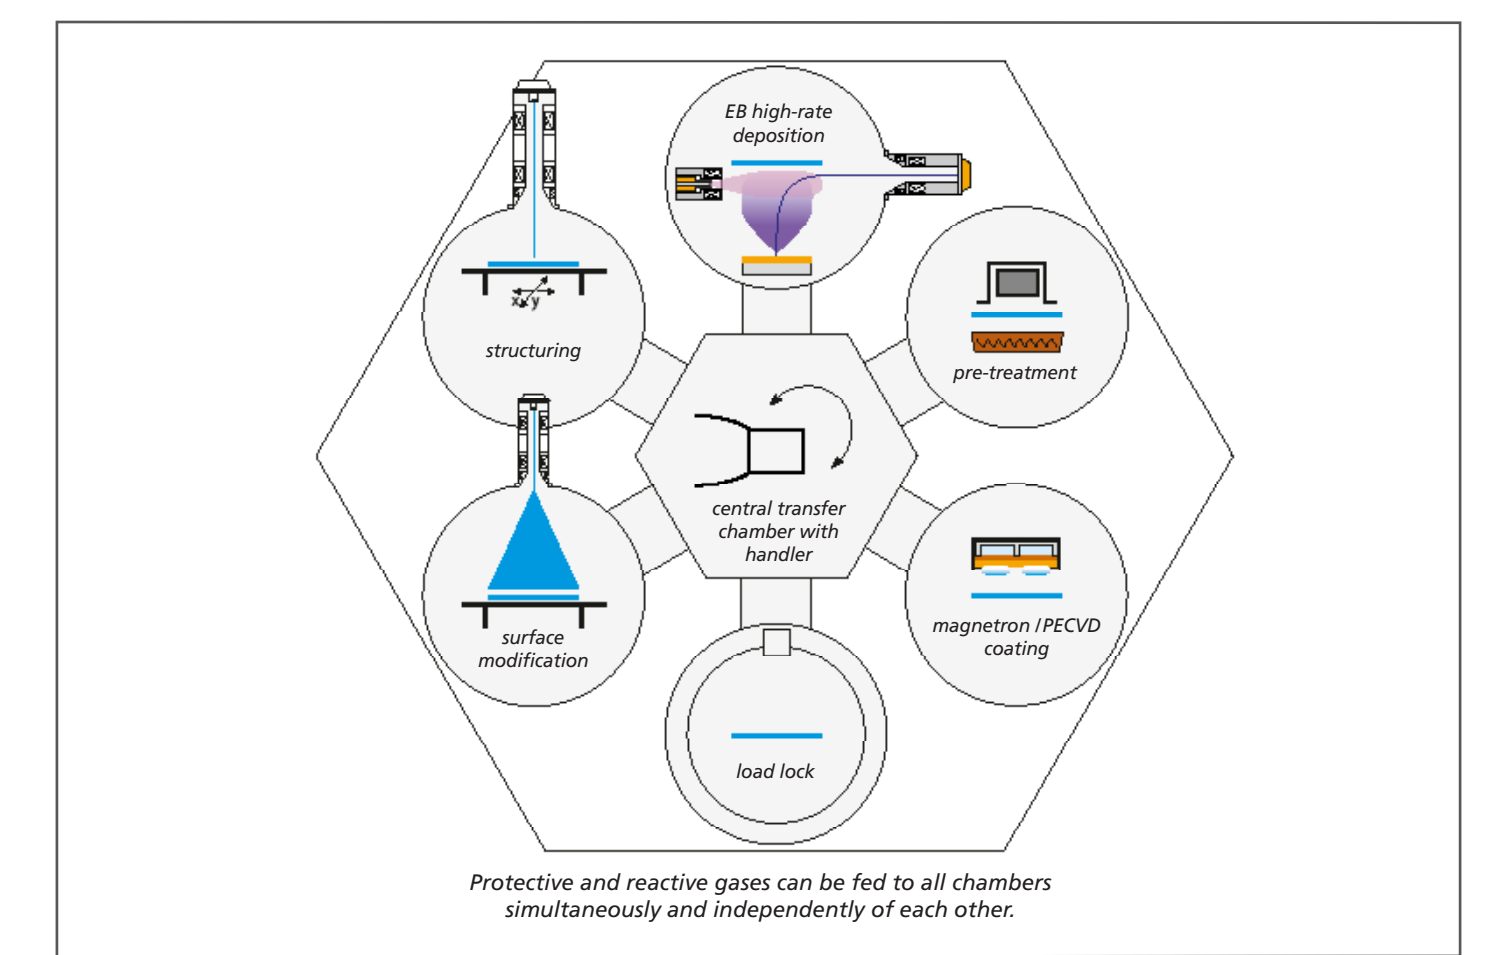 EB high-rate
deposition
structuring
x y
pre-treatment
central transfer
chamber with
handler
surface
modification
magnetron /PECVD
coating
load lock
Protective and reactive gases can be fed to all chambers
simultaneously and independently of each other.